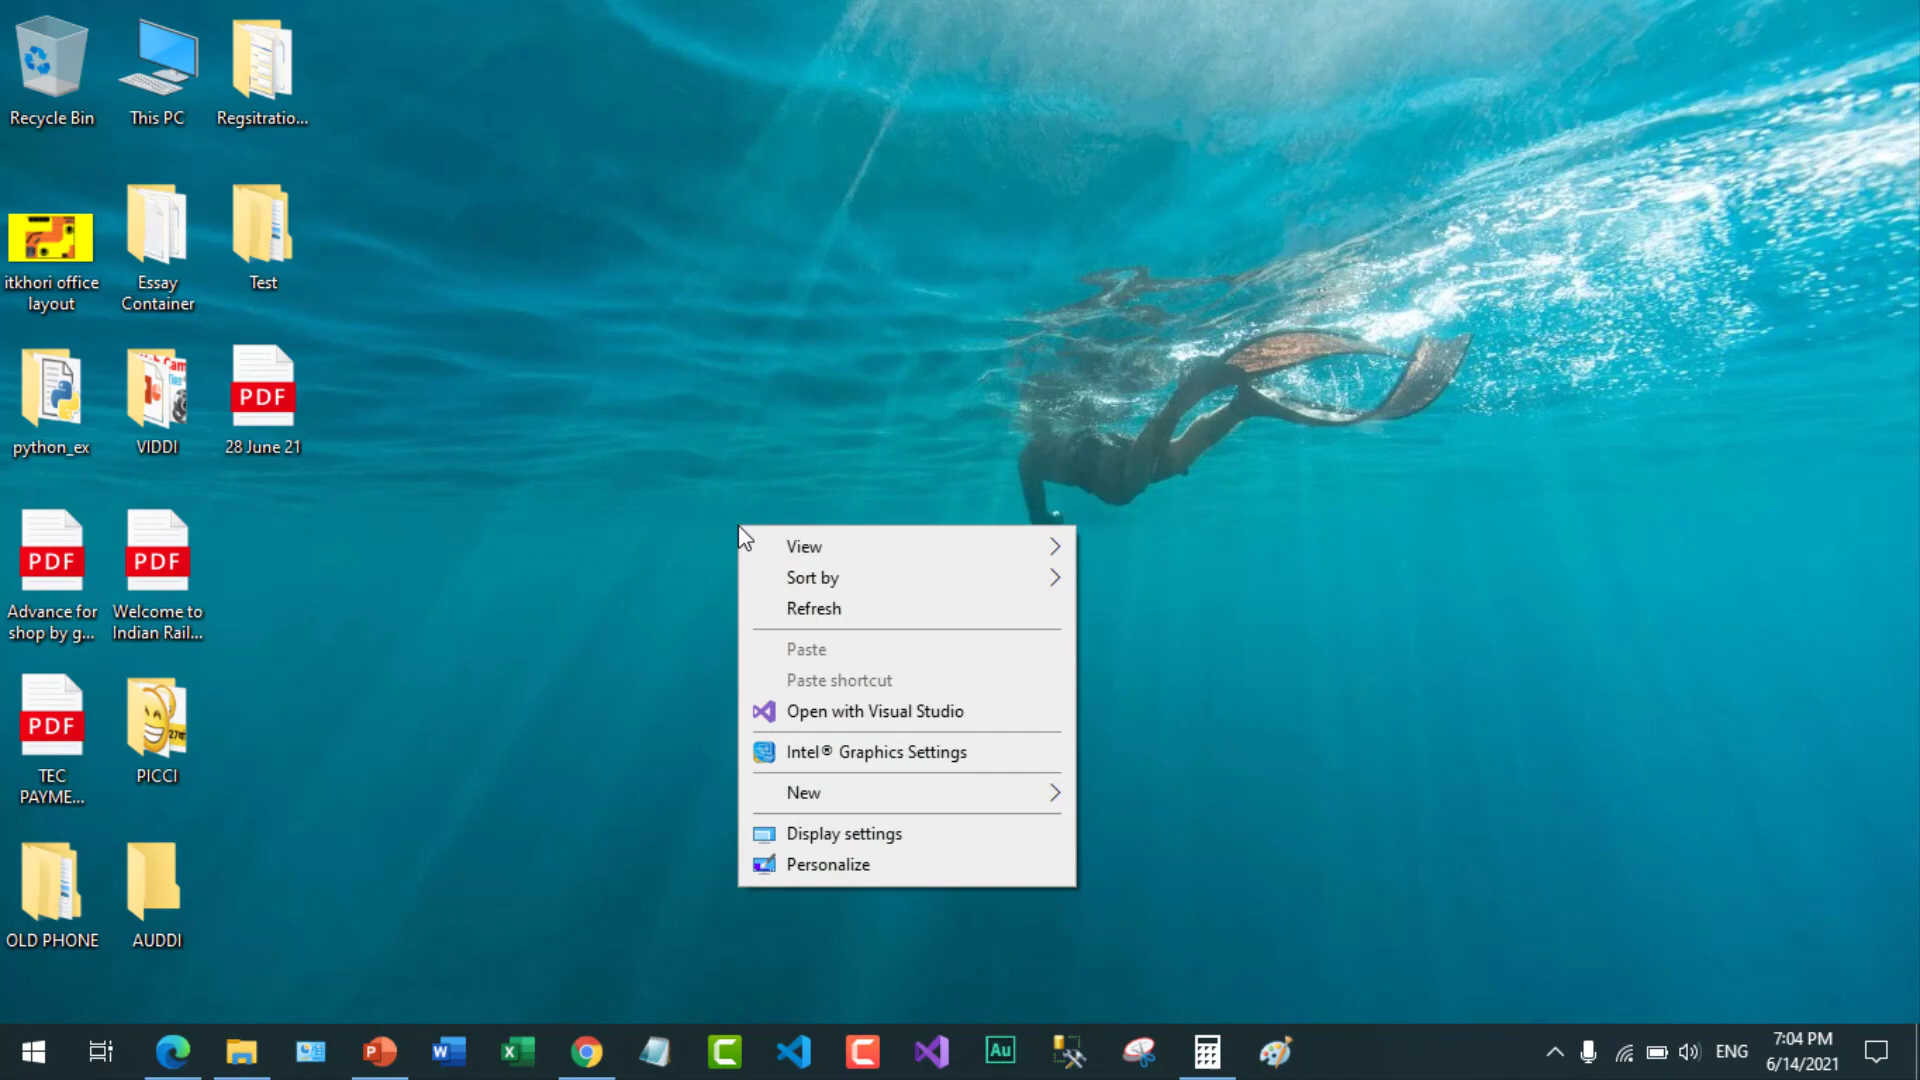 Recycle Bin
This PC
Regsitratio...
itkhori office
layout
Essay
Container
Test
python_ex
VIDDI
PDF
28 June 21
PDF
Advance for
shop by g...
PDF
Welcome to
Indian Rail...
PDF
TEC
PAYME...
PICCI
OLD PHONE
AUDDI
View
Sort by
Refresh
Paste
Paste shortcut
Open with Visual Studio
Intel® Graphics Settings
New
Display settings
Personalize
Au
ENG
7:04 PM
6/14/2021